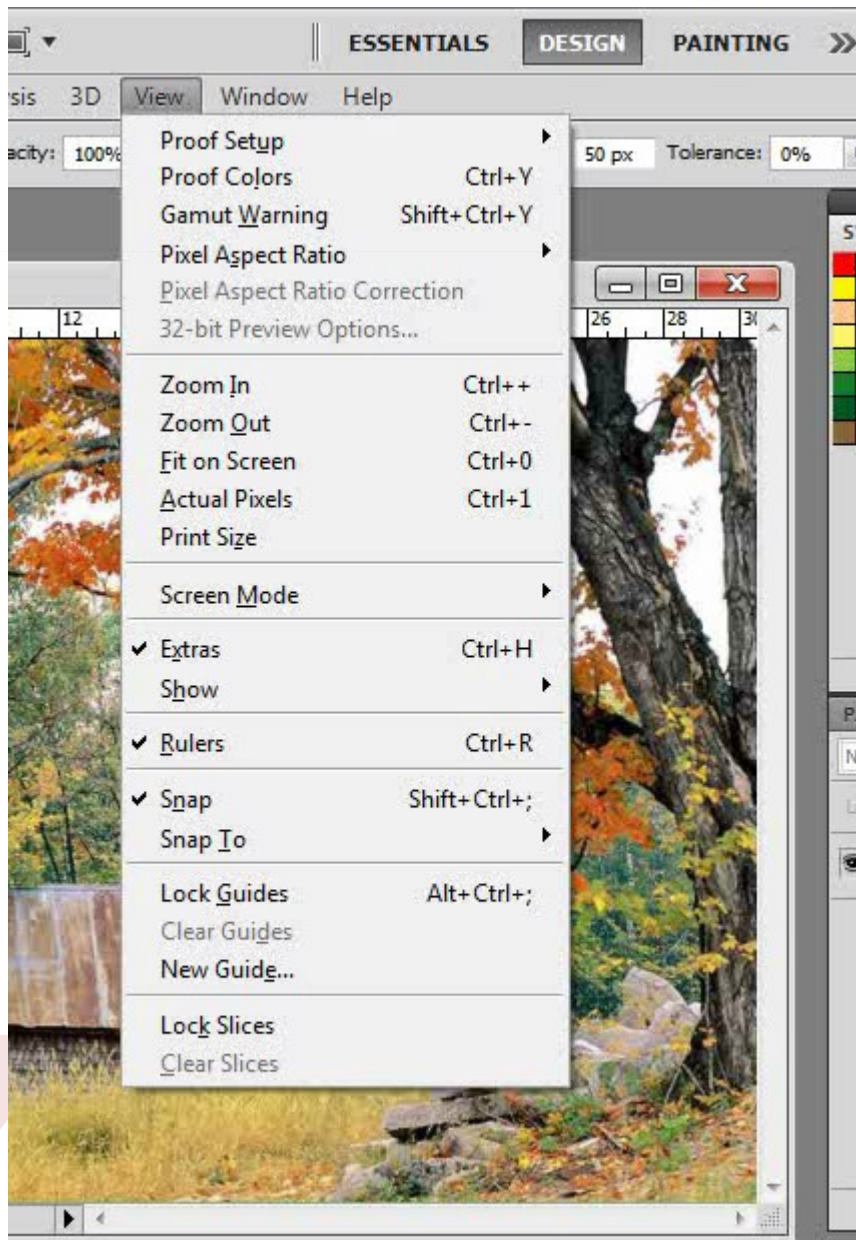 ESSENTIALS DESIGN PAINTING
sis 3D View Window Help
acity: 100% 50 px Tolerance: 0%
Proof Setup
Proof Colors Ctrl+Y
Gamut Warning Shift+Ctrl+Y
Pixel Aspect Ratio
Pixel Aspect Ratio Correction
32-bit Preview Options...
12 26 28 30
Zoom In Ctrl++
Zoom Out Ctrl+-
Fit on Screen Ctrl+0
Actual Pixels Ctrl+1
Print Size
Screen Mode
Extras Ctrl+H
Show
Rulers Ctrl+R
Snap Shift+Ctrl+;
Snap To
Lock Guides Alt+Ctrl+;
Clear Guides
New Guide...
Lock Slices
Clear Slices